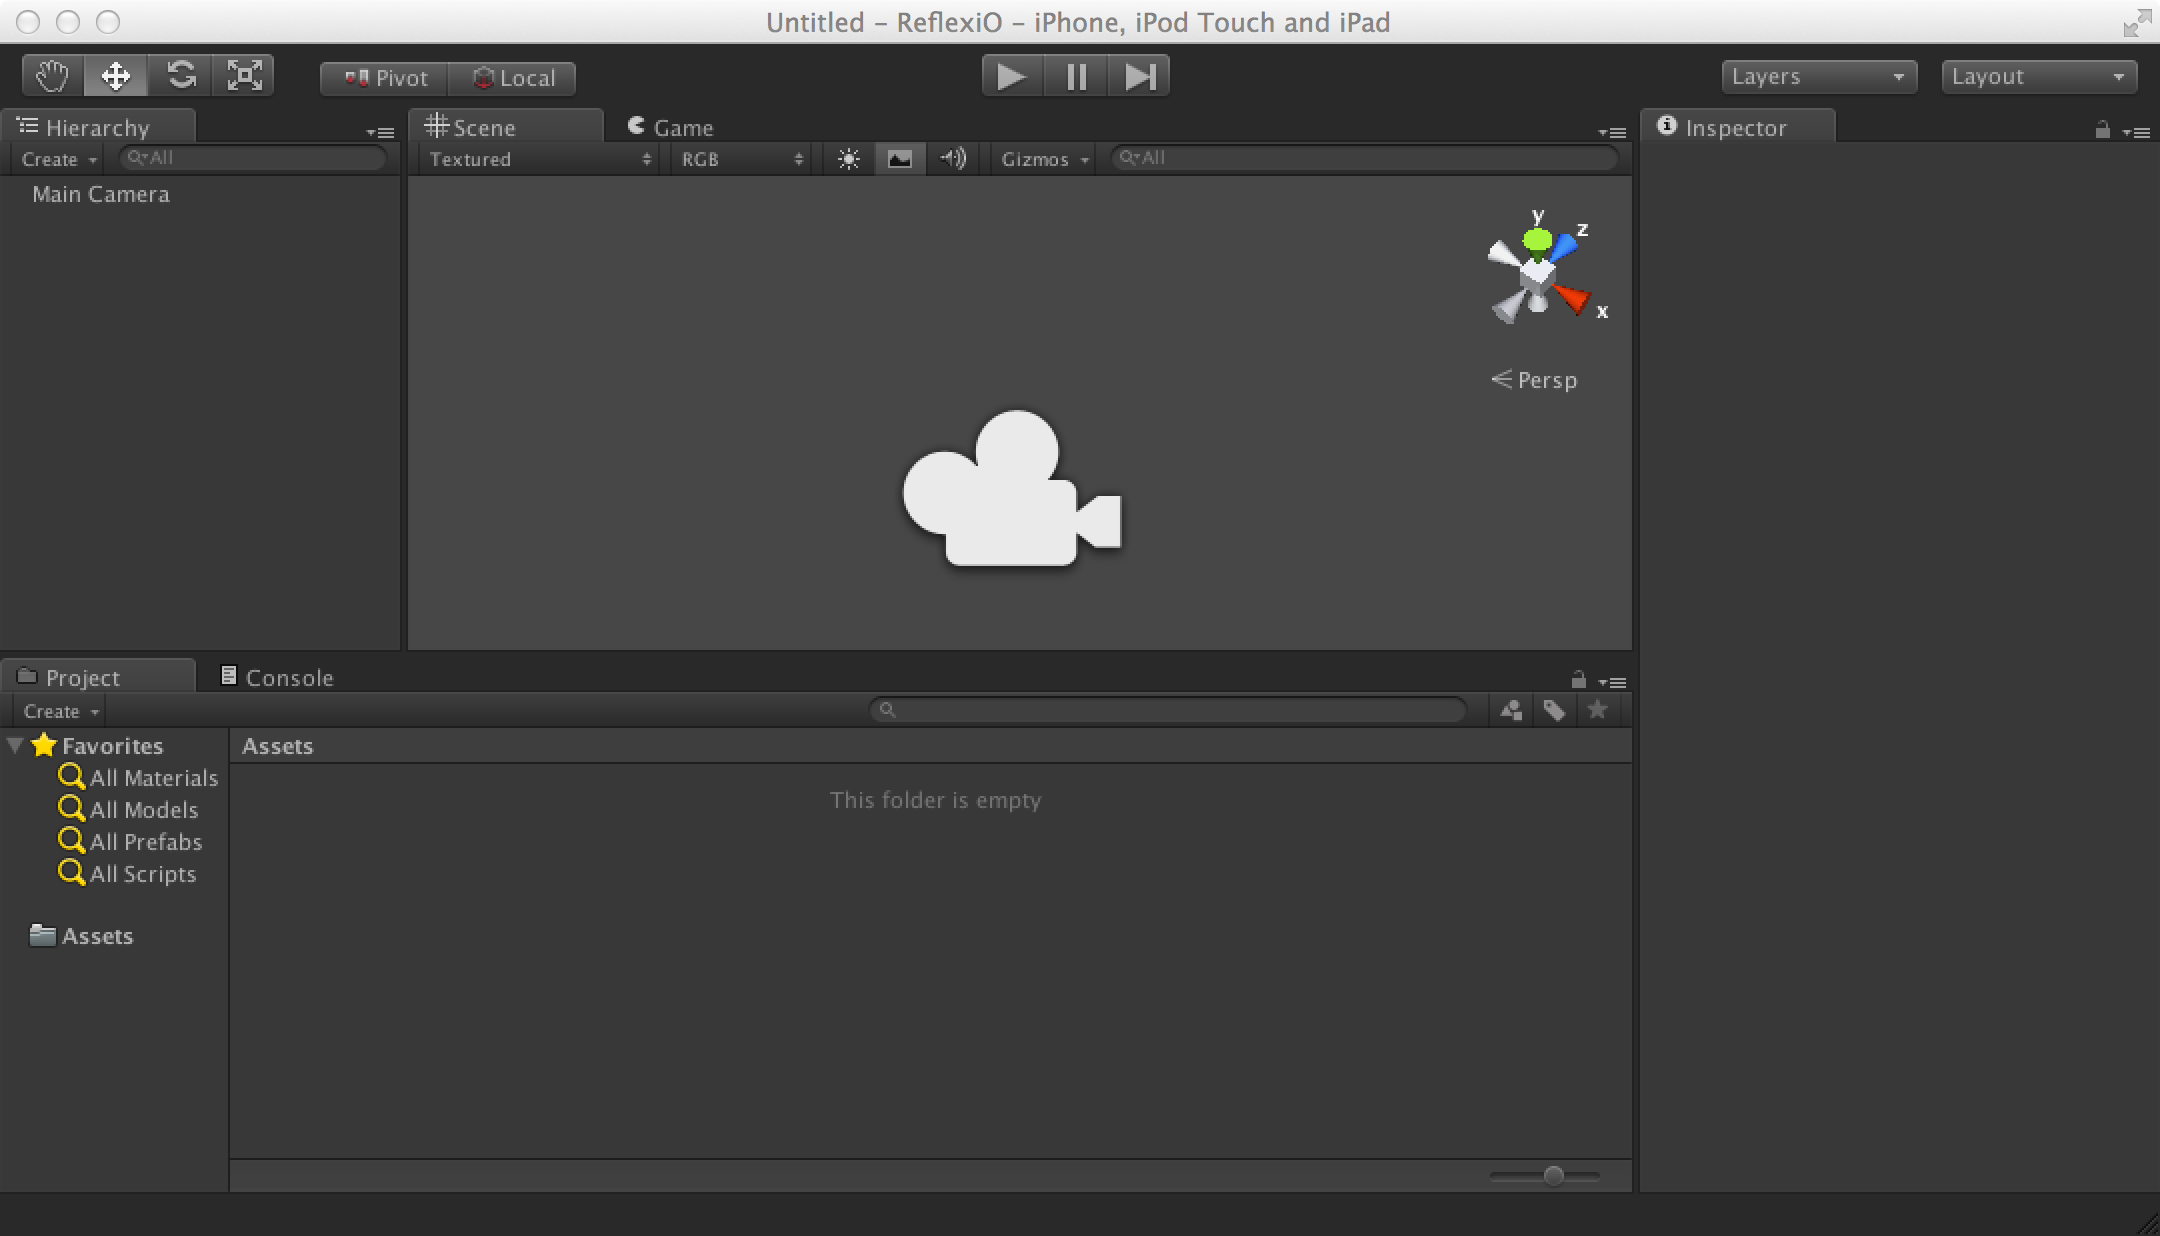 Untitled – ReflexiO – iPhone, iPod Touch and iPad
Pivot Local Layers Layout
Hierarchy Scene Game Inspector
Create All Textured RGB Gizmos All
Main Camera
y
z
x
Persp
Project Console
Create
Favorites Assets
All Materials
This folder is empty
All Models
All Prefabs
All Scripts
Assets